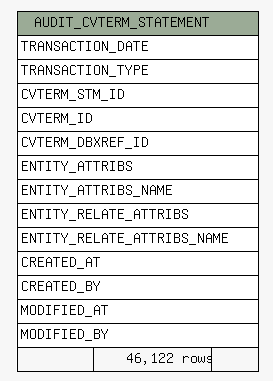 AUDIT_CVTERM_STATEMENT
TRANSACTION_DATE
TRANSACTION_TYPE
CVTERM_STM_ID
CVTERM_ID
CVTERM_DBXREF_ID
ENTITY_ATTRIBS
ENTITY_ATTRIBS_NAME
ENTITY_RELATE_ATTRIBS
ENTITY_RELATE_ATTRIBS_NAME
CREATED_AT
CREATED_BY
MODIFIED_AT
MODIFIED_BY
46,122 rows